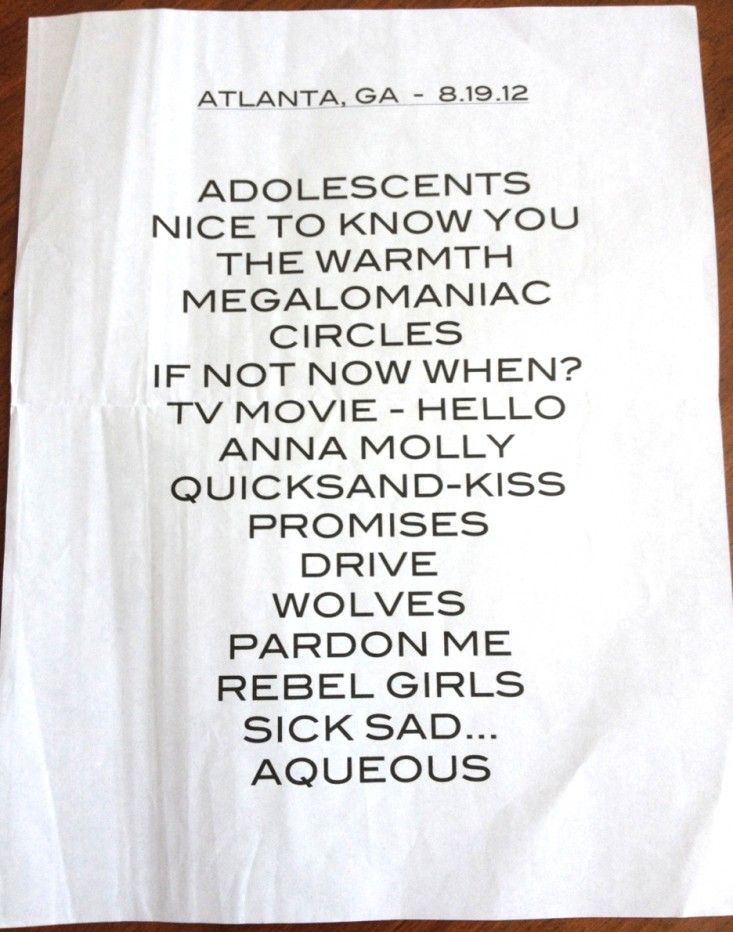 ATLANTA, GA - 8.19.12
ADOLESCENTS
NICE TO KNOW YOU
THE WARMTH
MEGALOMANIAC
CIRCLES
IF NOT NOW WHEN?
TV MOVIE - HELLO
ANNA MOLLY
QUICKSAND-KISS
PROMISES
DRIVE
WOLVES
PARDON ME
REBEL GIRLS
SICK SAD...
AQUEOUS